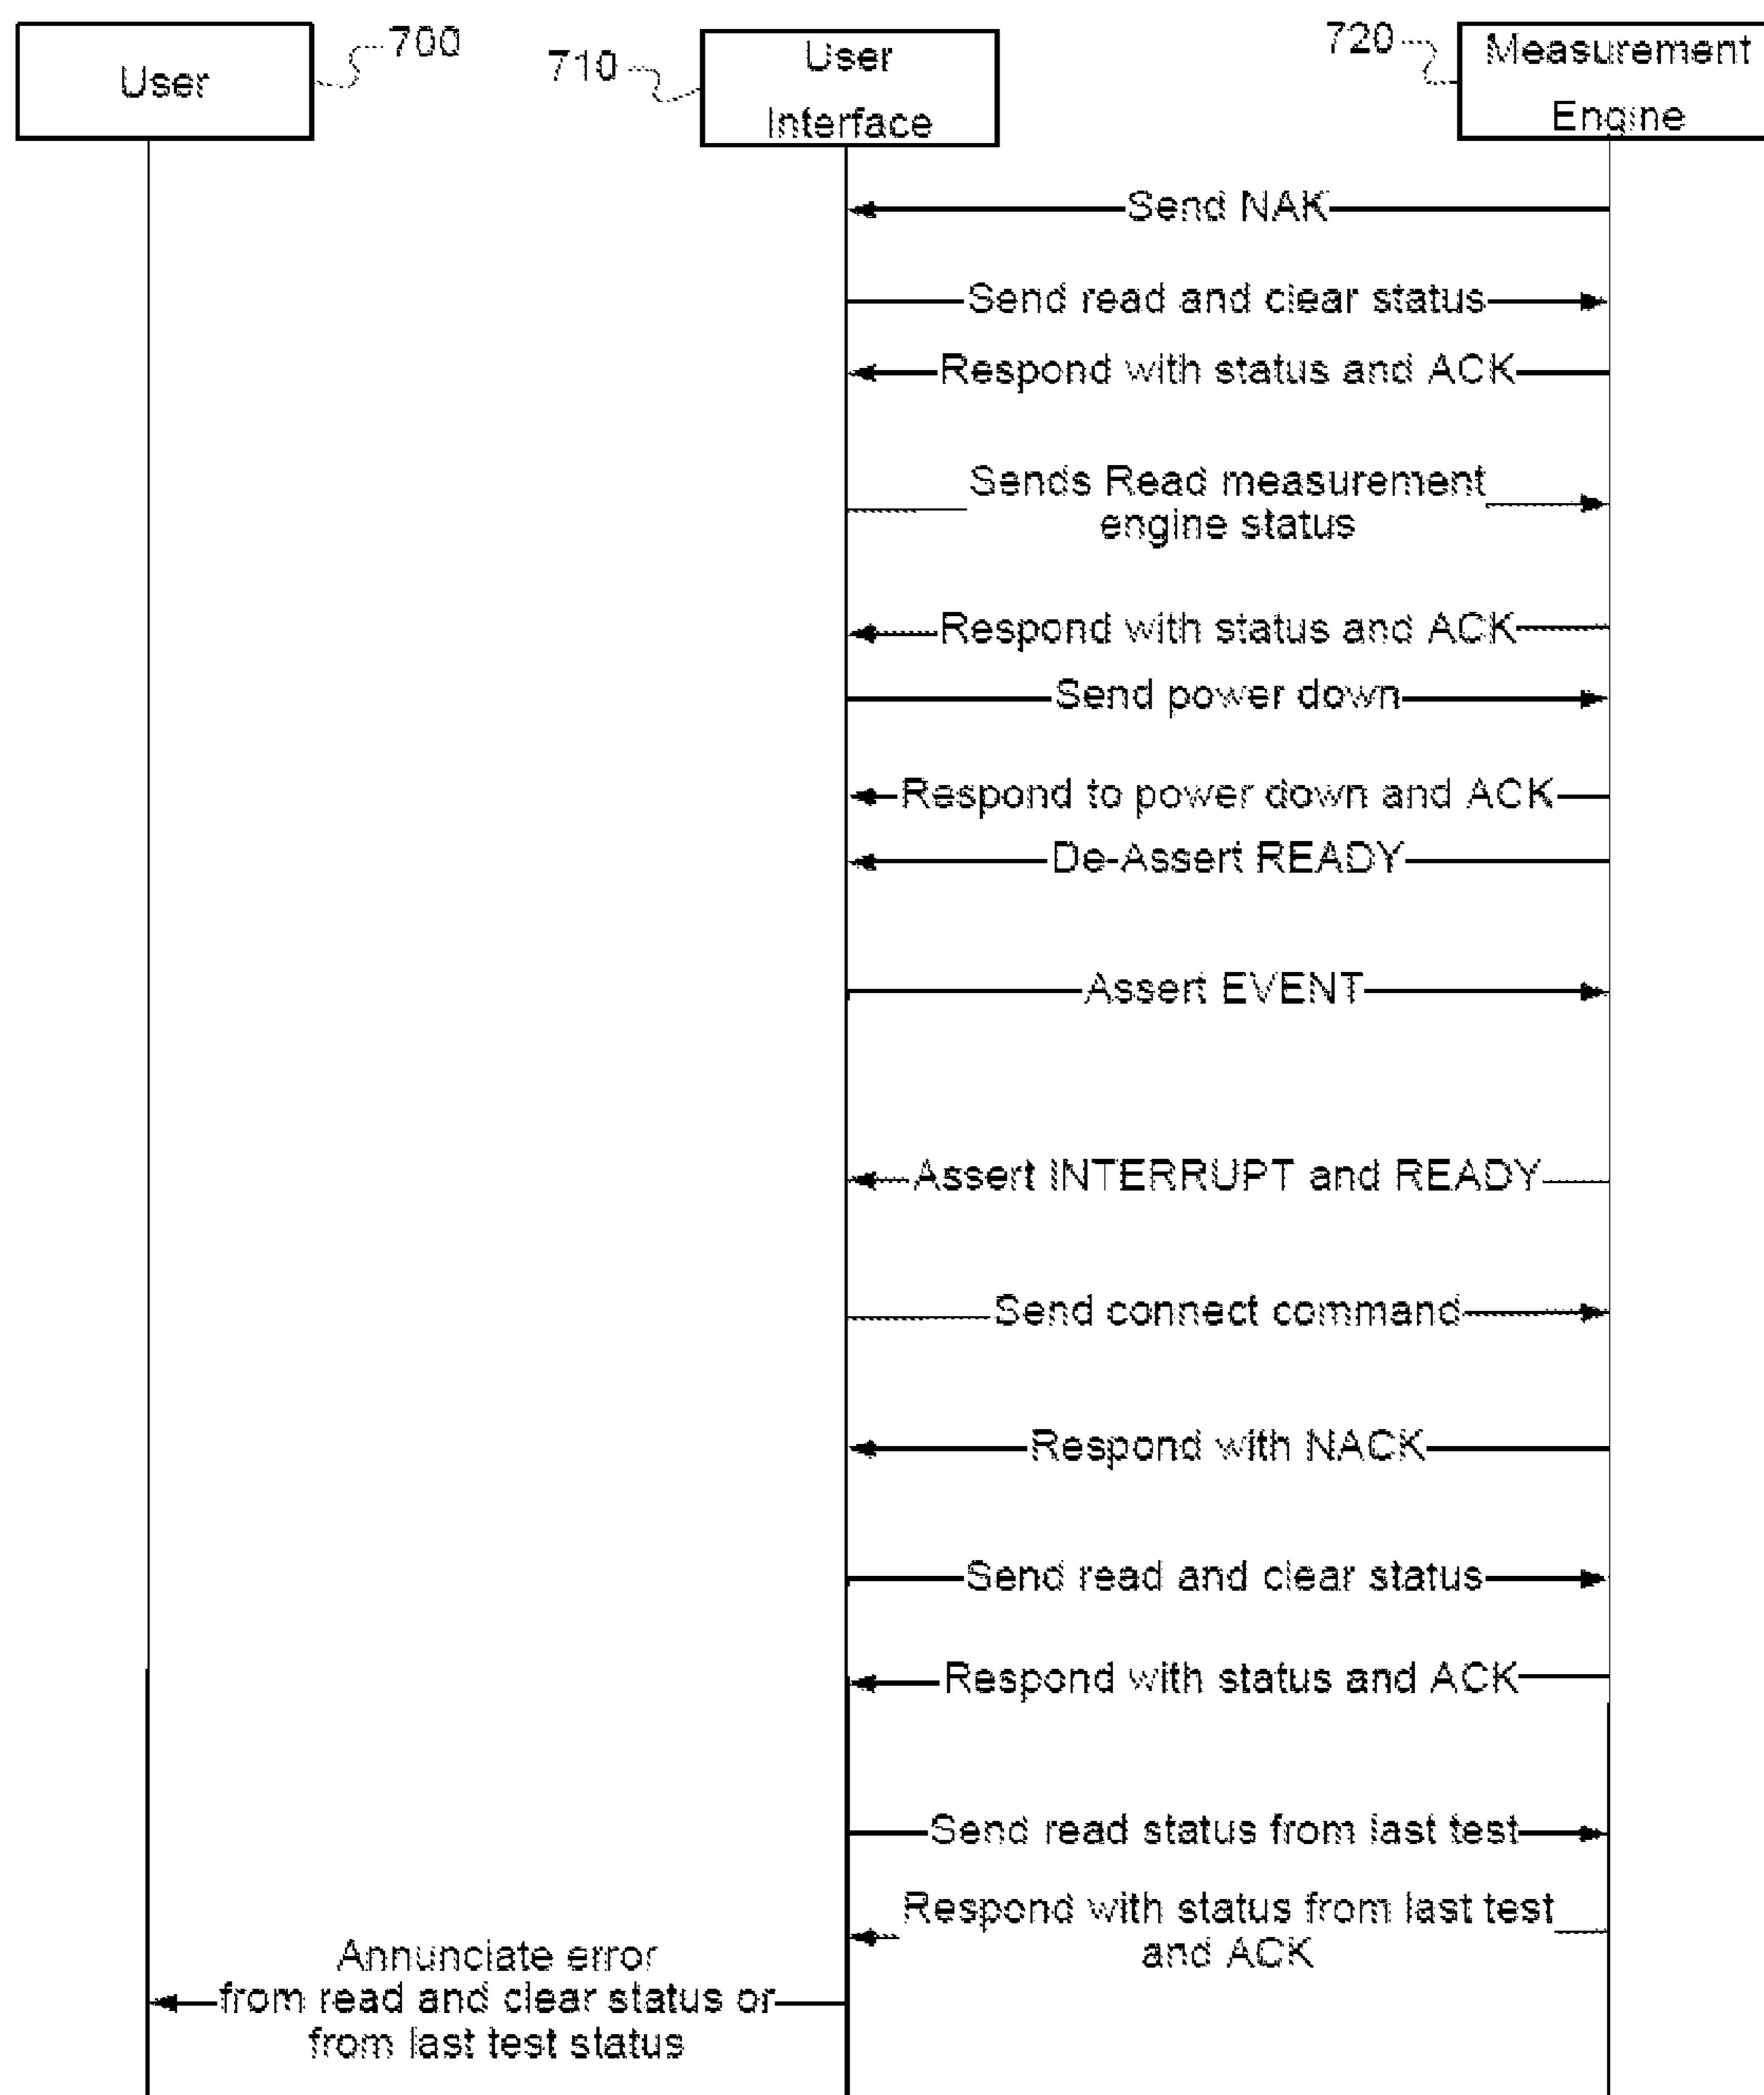 User
700
710
User
Interface
720
Measurement
Engine
Send NAK
Send read and clear status
Respond with status and ACK
Sends Read measurement
engine status
Respond with status and ACK
Send power down
Respond to power down and ACK
De-Assert READY
Assert EVENT
Assert INTERRUPT and READY
Send connect command
Respond with NACK
Send read and clear status
Respond with status and ACK
Send read status from last test
Respond with status from last test
and ACK
Annunciate error
from read and clear status or
from last test status